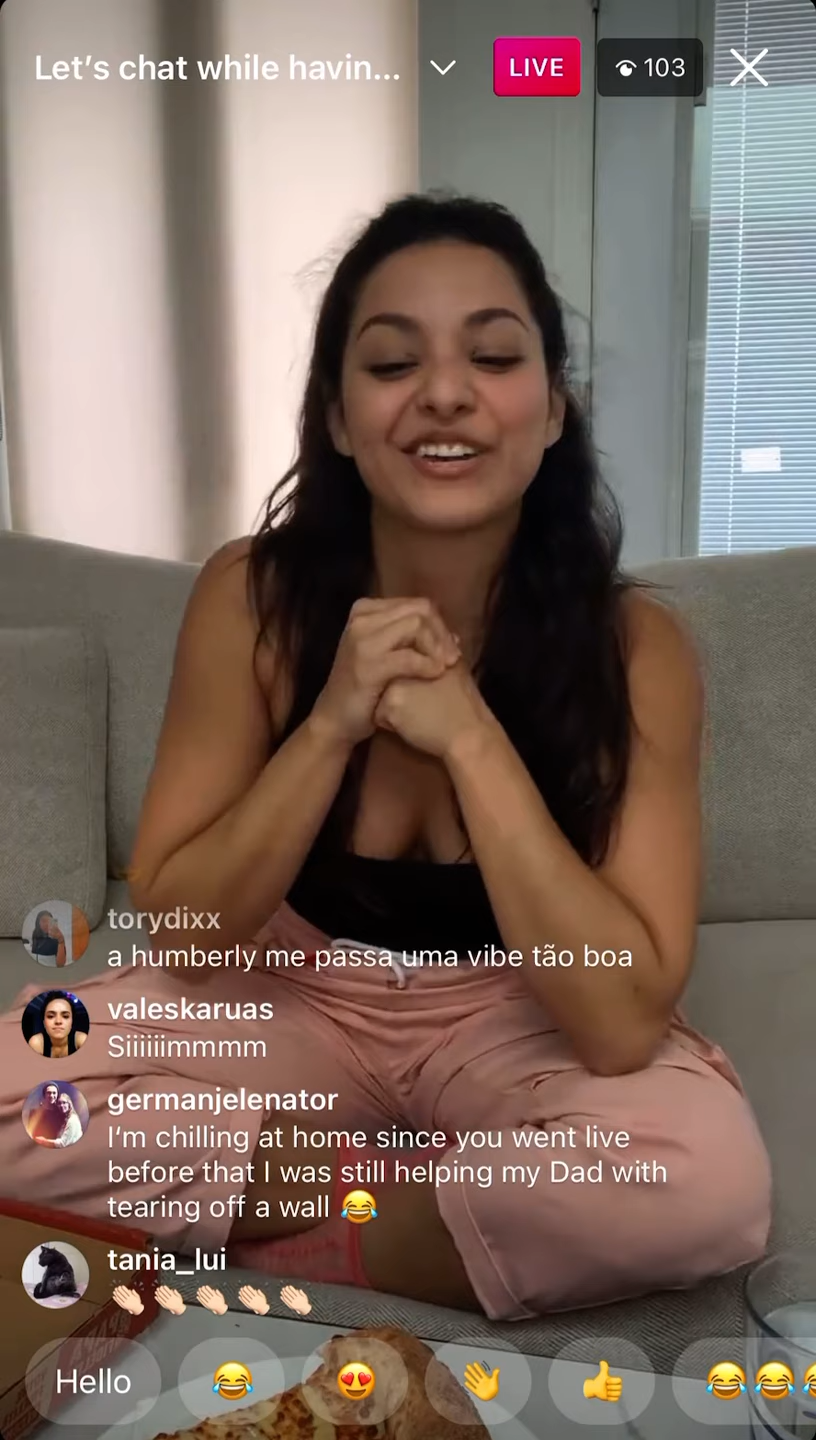 Let's chat while havin...
LIVE
103
torydixx
a humberly me passa uma vibe tão boa
valeskaruas
Siiiiiimmmm
germanjelenator
I'm chilling at home since you went live
before that I was still helping my Dad with
tearing off a wall 😂
tania_lui
👏🏻 👏🏻 👏🏻 👏🏻 👏🏻
Hello 😂 😍 👋 👍 😂😂